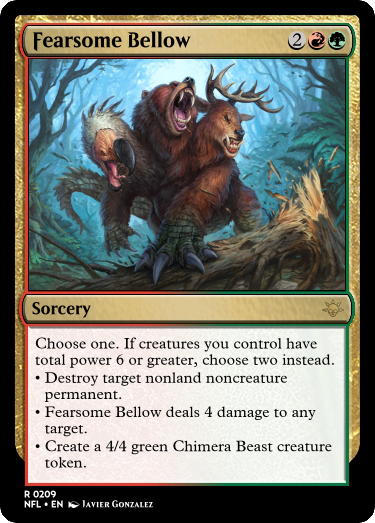 Fearsome Bellow 2
Sorcery
Choose one. If creatures you control have
total power 6 or greater, choose two instead.
• Destroy target nonland noncreature
permanent.
• Fearsome Bellow deals 4 damage to any
target.
• Create a 4/4 green Chimera Beast creature
token.
R 0209
NFL • EN Javier Gonzalez